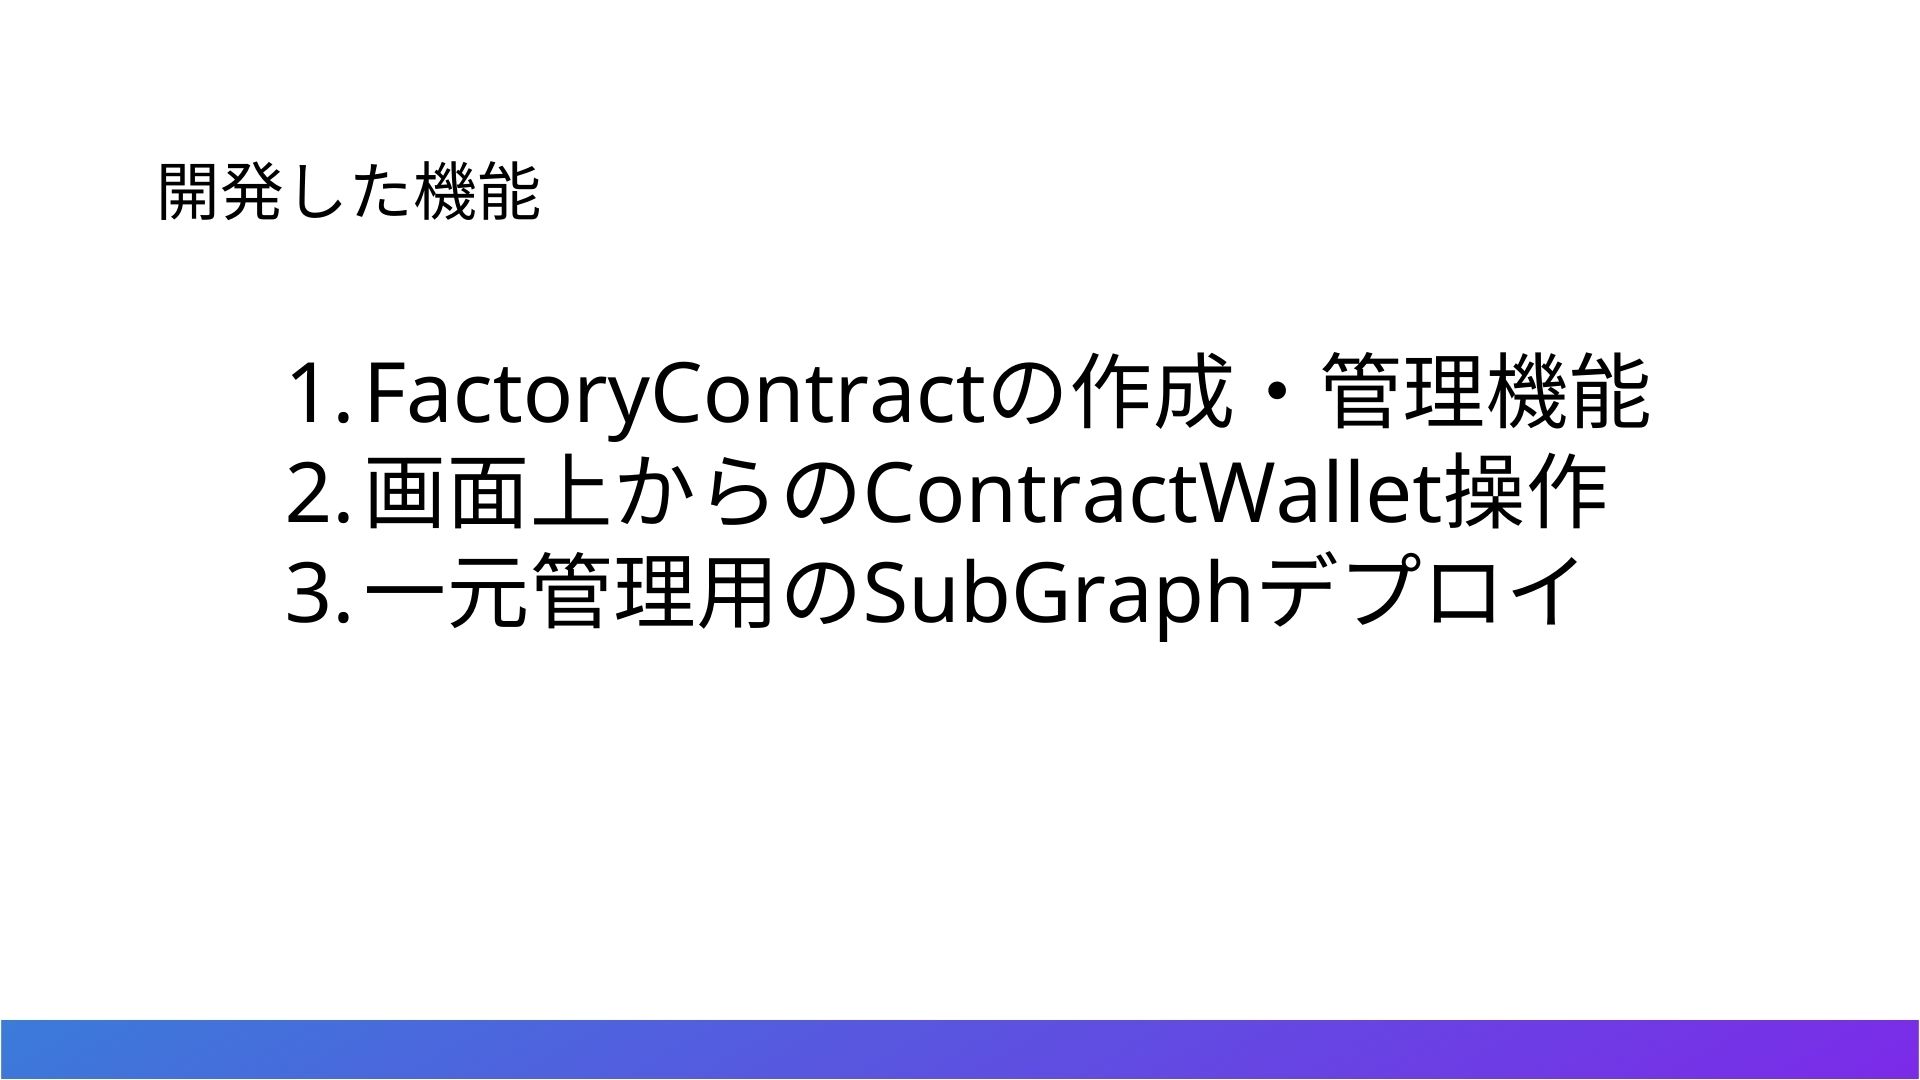 開発した機能
1. FactoryContractの作成・管理機能
2. 画面上からのContractWallet操作
3. 一元管理用のSubGraphデプロイ